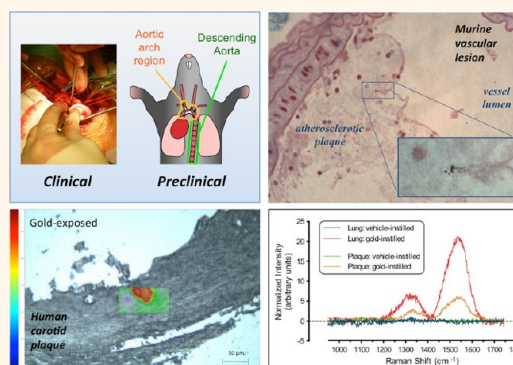 Aortic
arch
region
Descending
Aorta
Clinical
Preclinical
Murine
vascular
lesion
vessel
lumen
atherosclerotic
plaque
Gold-exposed
Human
carotid
plaque
50 µm
Lung: vehicle-instilled
Lung: gold-instilled
Plaque: vehicle-instilled
Plaque: gold-instilled
Normalized Intensity
(arbitrary units)
25
20
15
10
5
0
-5
1000 1100 1200 1300 1400 1500 1600 1700
Raman Shift (cm⁻¹)